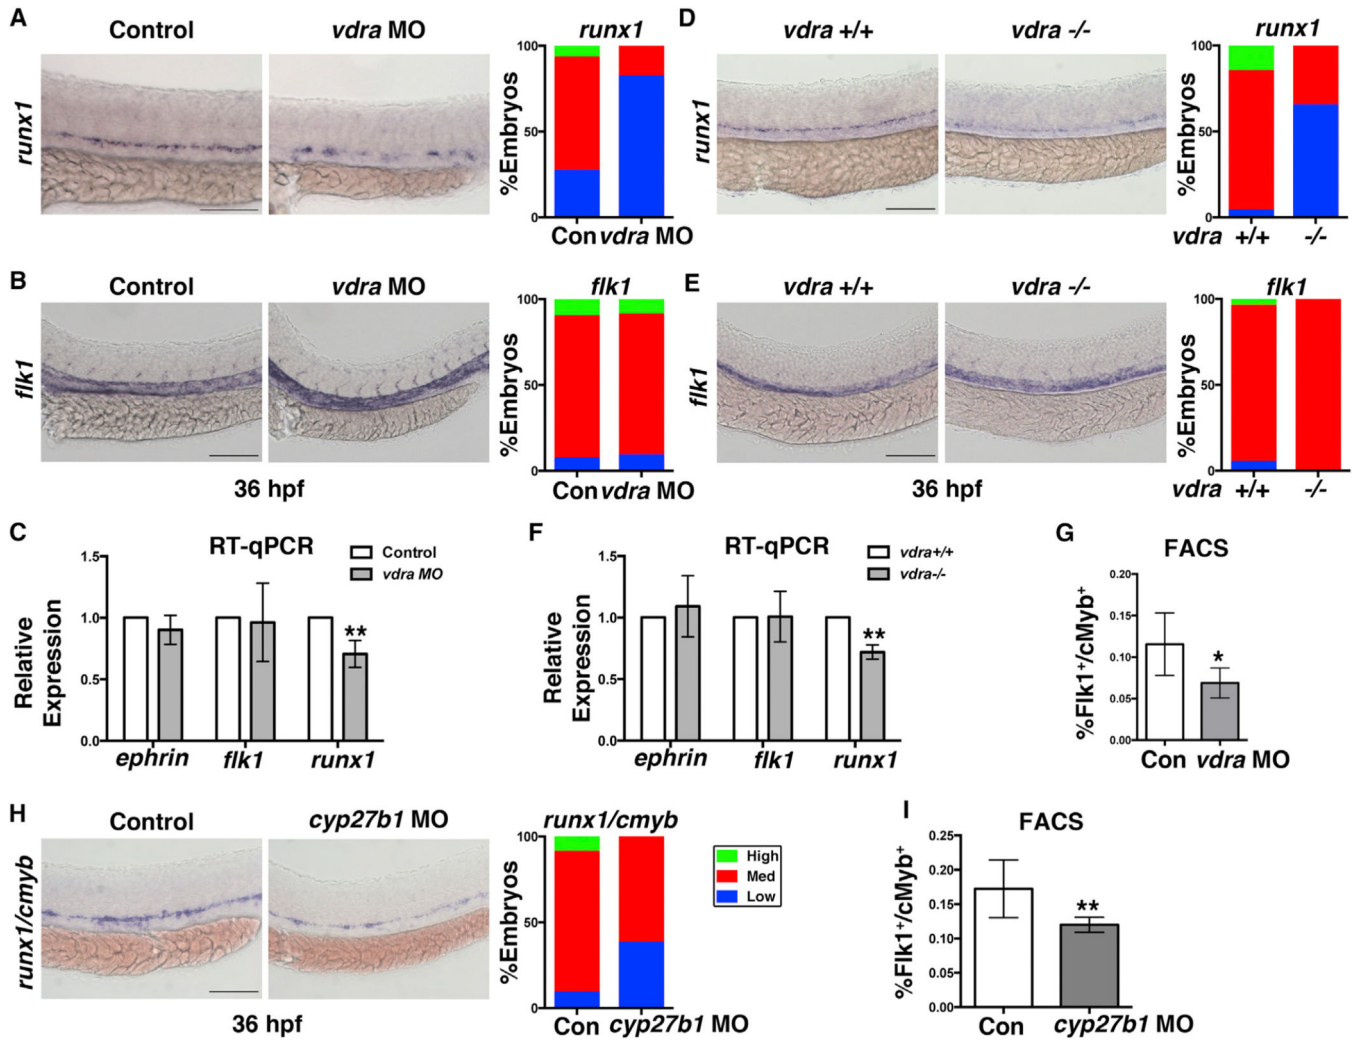 A
Control
vdra MO
runx1
runx1
%Embryos
100
50
0
Con vdra MO
D
vdra +/+
vdra -/-
runx1
runx1
%Embryos
100
50
0
vdra +/+ -/-
B
Control
vdra MO
flk1
flk1
%Embryos
100
50
0
Con vdra MO
36 hpf
E
vdra +/+
vdra -/-
flk1
flk1
%Embryos
100
50
0
vdra +/+ -/-
36 hpf
C
RT-qPCR
Control
vdra MO
Relative
Expression
1.5
1.0
0.5
0.0
**
ephrin flk1 runx1
F
RT-qPCR
vdra+/+
vdra-/-
Relative
Expression
1.5
1.0
0.5
0.0
**
ephrin flk1 runx1
G
FACS
%Flk1+/cMyb+
0.20
0.15
0.10
0.05
0.00
*
Con vdra MO
H
Control
cyp27b1 MO
runx1/cmyb
runx1/cmyb
%Embryos
100
50
0
Con cyp27b1 MO
36 hpf
High
Med
Low
I
FACS
%Flk1+/cMyb+
0.25
0.20
0.15
0.10
0.05
0.00
**
Con cyp27b1 MO